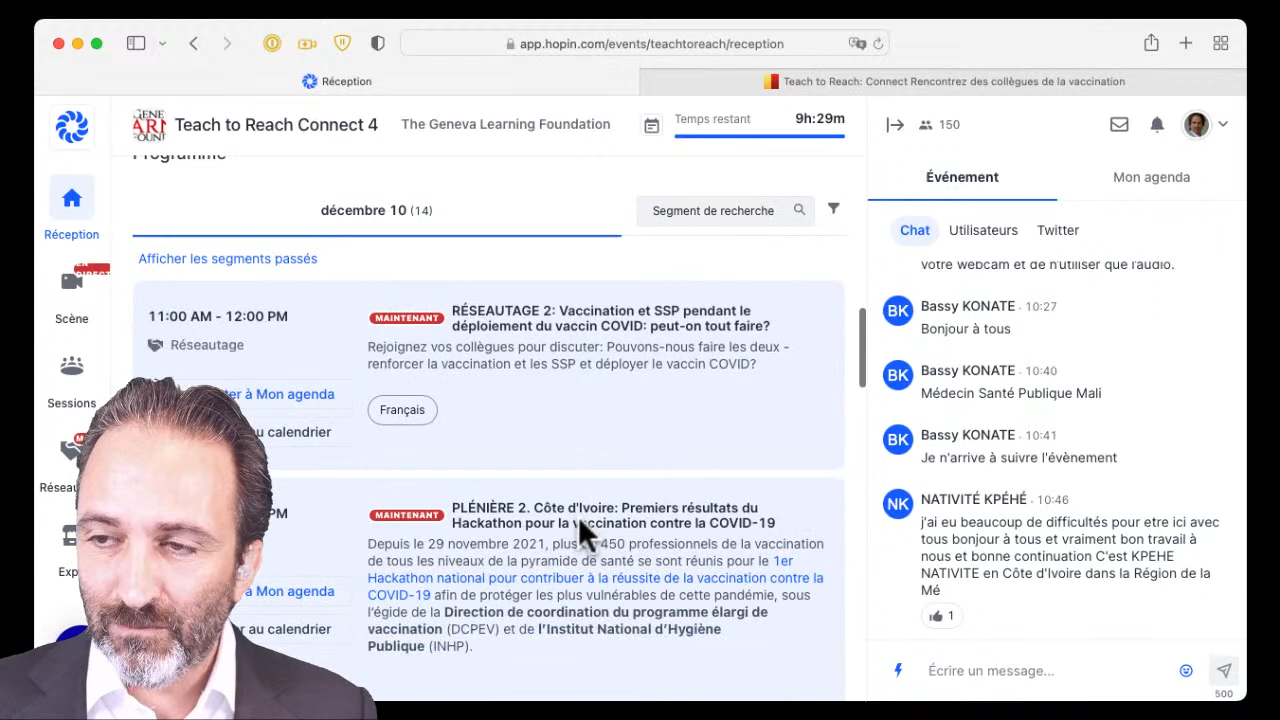 app.hopin.com/events/teachtoreach/reception
Réception
Teach to Reach: Connect Rencontrez des collègues de la vaccination
Teach to Reach Connect 4
The Geneva Learning Foundation
Temps restant
9h:29m
150
Programme
Réception
Scène
Sessions
décembre 10 (14)
Segment de recherche
Afficher les segments passés
11:00 AM - 12:00 PM
Réseautage
à Mon agenda
au calendrier
MAINTENANT
RÉSEAUTAGE 2: Vaccination et SSP pendant le
déploiement du vaccin COVID: peut-on tout faire?
Rejoignez vos collègues pour discuter: Pouvons-nous faire les deux -
renforcer la vaccination et les SSP et déployer le vaccin COVID?
Français
PM
à Mon agenda
au calendrier
MAINTENANT
PLÉNIÈRE 2. Côte d'Ivoire: Premiers résultats du
Hackathon pour la vaccination contre la COVID-19
Depuis le 29 novembre 2021, plus 450 professionnels de la vaccination
de tous les niveaux de la pyramide de santé se sont réunis pour le 1er
Hackathon national pour contribuer à la réussite de la vaccination contre la
COVID-19 afin de protéger les plus vulnérables de cette pandémie, sous
l'égide de la Direction de coordination du programme élargi de
vaccination (DCPEV) et de l'Institut National d'Hygiène
Publique (INHP).
Événement
Mon agenda
Chat
Utilisateurs
Twitter
votre webcam et de n'utiliser que l'audio.
BK
Bassy KONATE · 10:27
Bonjour à tous
BK
Bassy KONATE · 10:40
Médecin Santé Publique Mali
BK
Bassy KONATE · 10:41
Je n'arrive à suivre l'évènement
NK
NATIVITÉ KPÉHÉ · 10:46
j'ai eu beaucoup de difficultés pour etre ici avec
tous bonjour à tous et vraiment bon travail à
nous et bonne continuation C'est KPEHE
NATIVITE en Côte d'Ivoire dans la Région de la
Mé
1
Écrire un message...
500